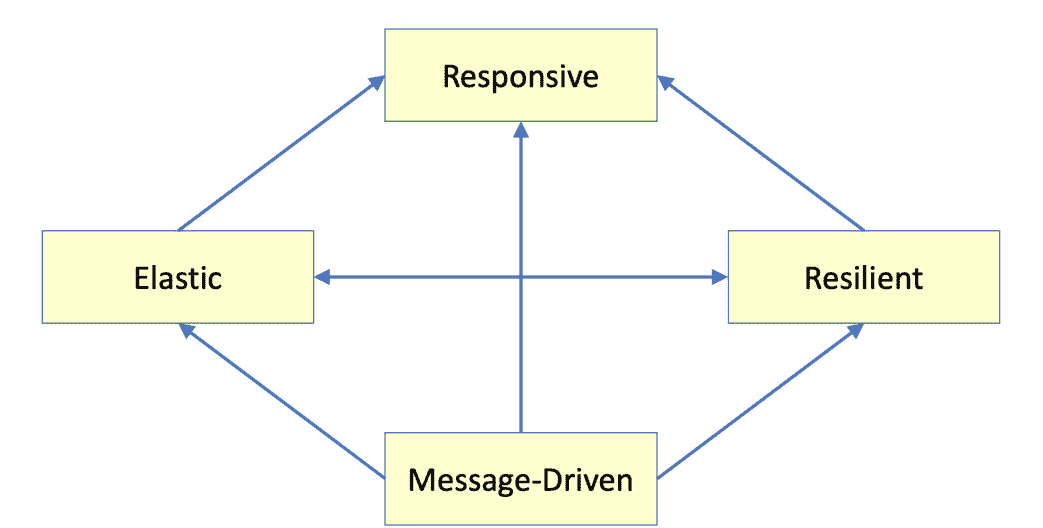 Responsive
Elastic
Resilient
Message-Driven